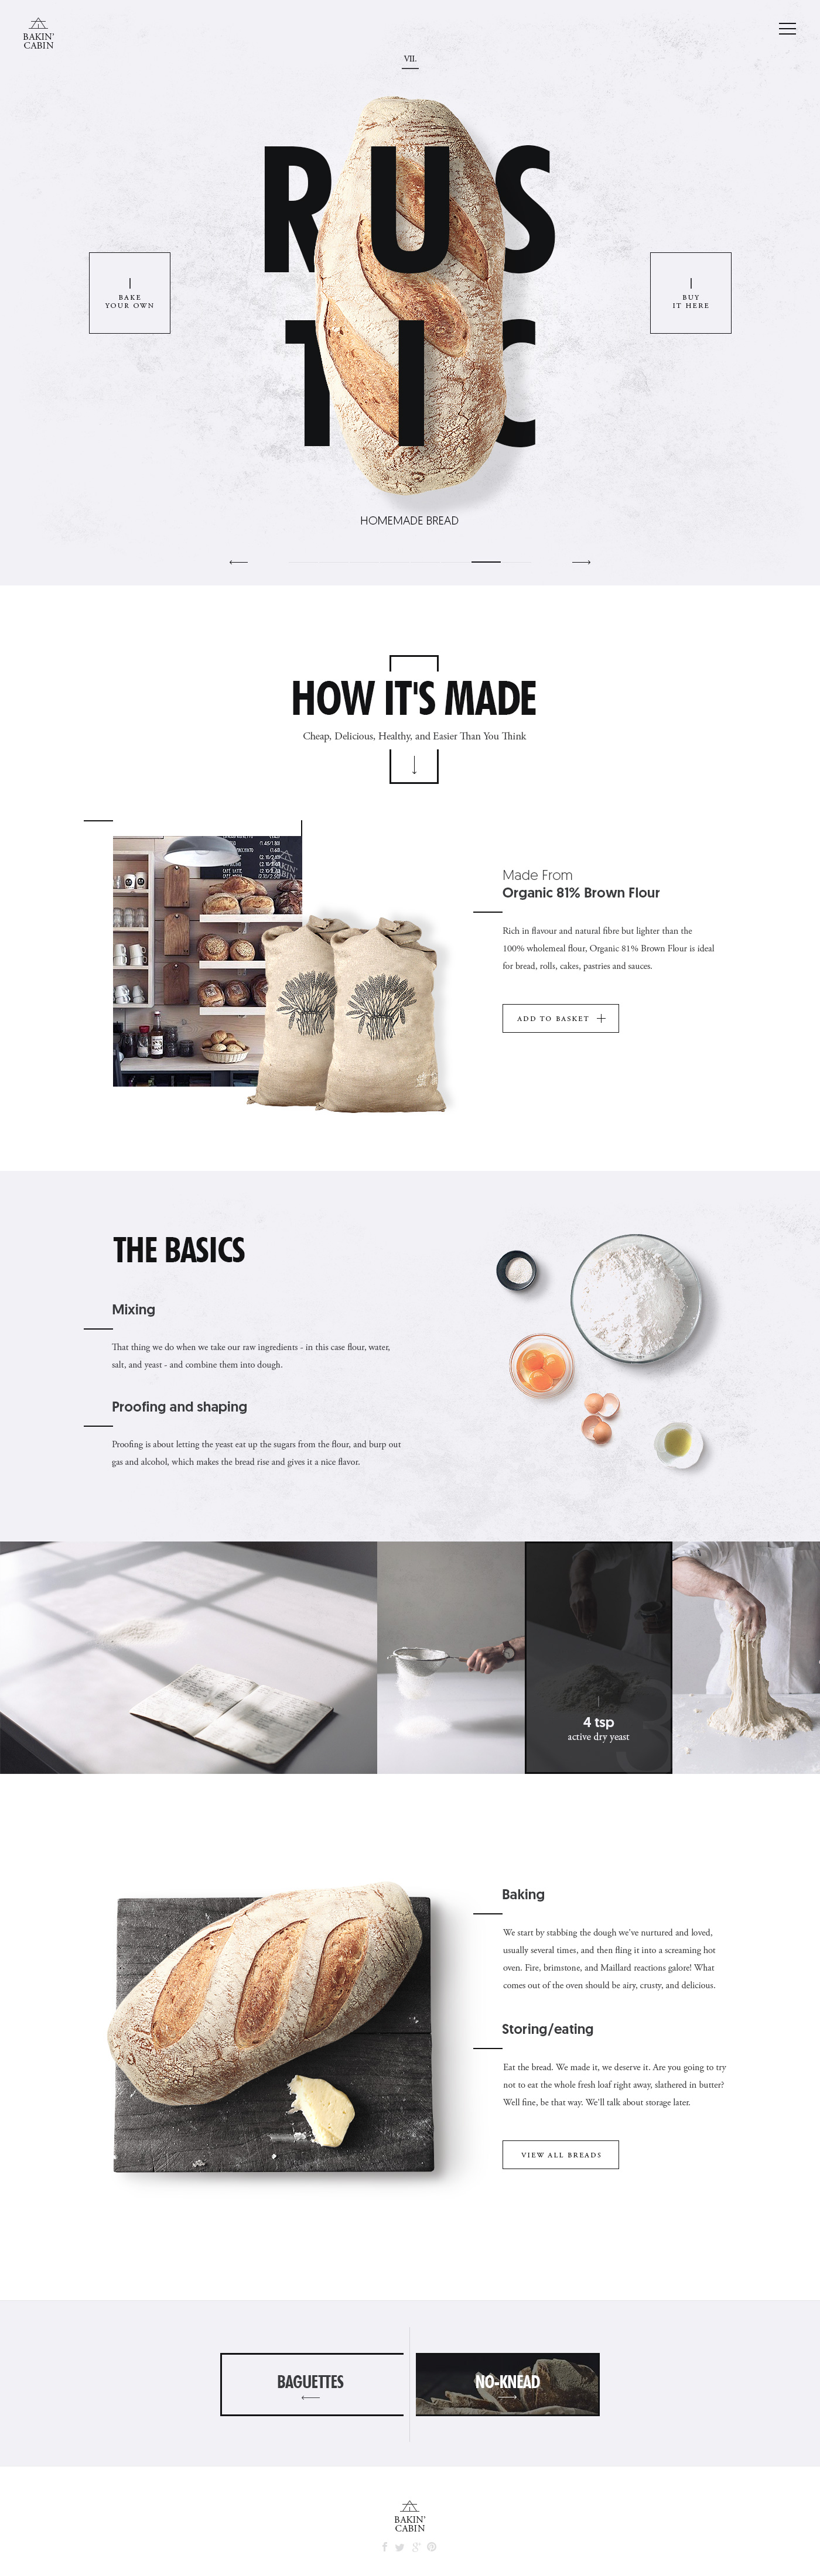 BAKIN'
CABIN
VII.
RUS
TIC
BAKE
YOUR OWN
BUY
IT HERE
HOMEMADE BREAD
HOW IT'S MADE
Cheap, Delicious, Healthy, and Easier Than You Think
BAKIN'
CABIN
Made From
Organic 81% Brown Flour
Rich in flavour and natural fibre but lighter than the
100% wholemeal flour, Organic 81% Brown Flour is ideal
for bread, rolls, cakes, pastries and sauces.
ADD TO BASKET
THE BASICS
Mixing
That thing we do when we take our raw ingredients - in this case flour, water,
salt, and yeast - and combine them into dough.
Proofing and shaping
Proofing is about letting the yeast eat up the sugars from the flour, and burp out
gas and alcohol, which makes the bread rise and gives it a nice flavor.
4 tsp
active dry yeast
Baking
We start by stabbing the dough we've nurtured and loved,
usually several times, and then fling it into a screaming hot
oven. Fire, brimstone, and Maillard reactions galore! What
comes out of the oven should be airy, crusty, and delicious.
Storing/eating
Eat the bread. We made it, we deserve it. Are you going to try
not to eat the whole fresh loaf right away, slathered in butter?
Well fine, be that way. We'll talk about storage later.
VIEW ALL BREADS
BAGUETTES
NO-KNEAD
BAKIN'
CABIN